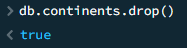 > db.continents.drop()
< true